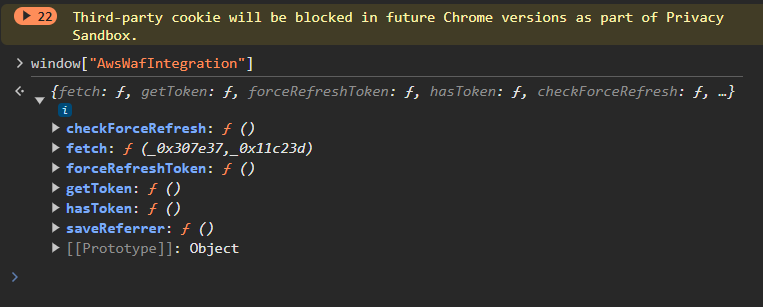 22 Third-party cookie will be blocked in future Chrome versions as part of Privacy
Sandbox.
> window["AwsWafIntegration"]
{fetch: ƒ, getToken: ƒ, forceRefreshToken: ƒ, hasToken: ƒ, checkForceRefresh: ƒ, …}
i
checkForceRefresh: ƒ ()
fetch: ƒ (_0x307e37,_0x11c23d)
forceRefreshToken: ƒ ()
getToken: ƒ ()
hasToken: ƒ ()
saveReferrer: ƒ ()
[[Prototype]]: Object
>